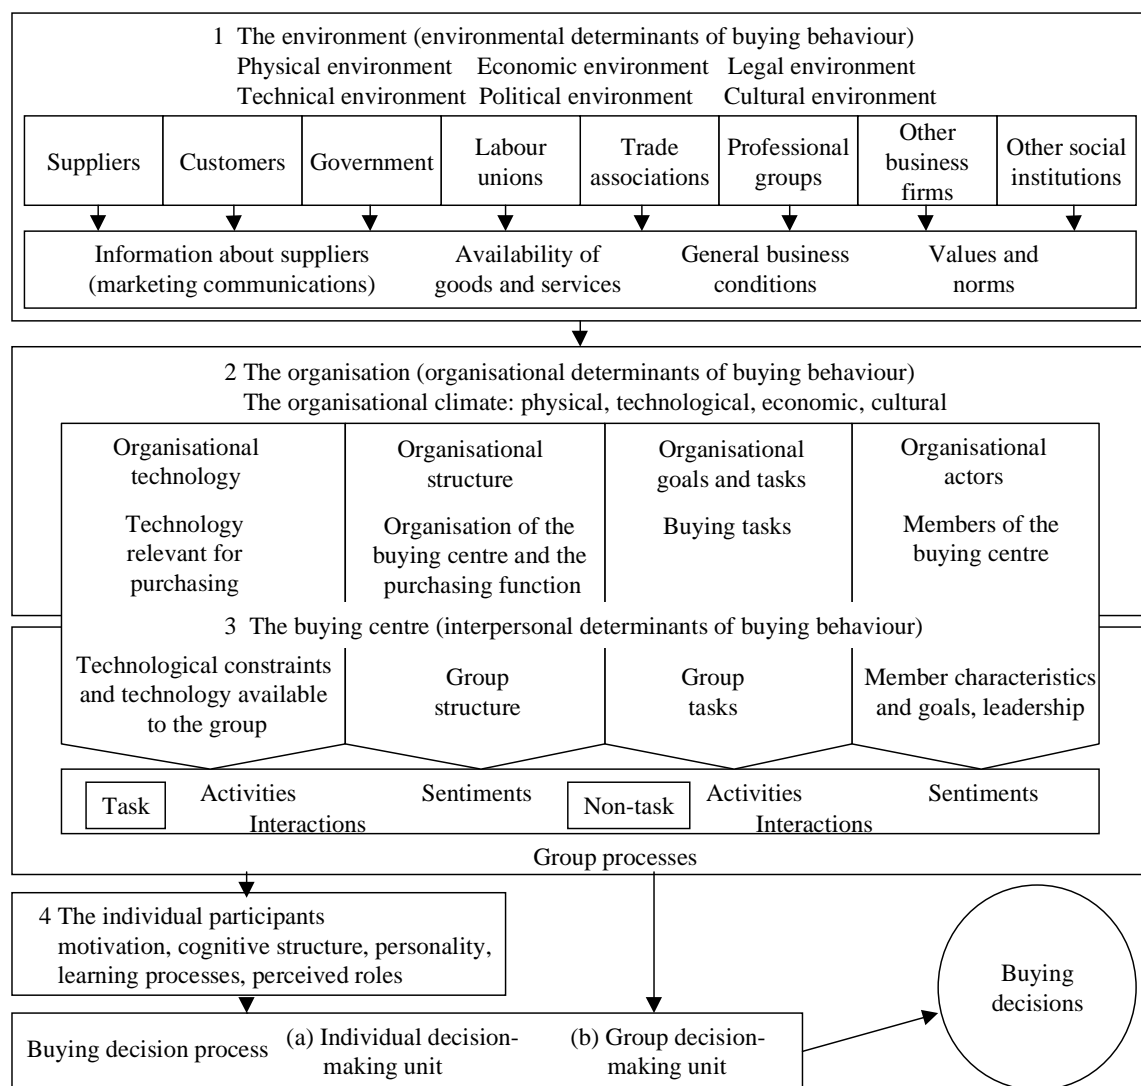 1 The environment (environmental determinants of buying behaviour)
Physical environment Economic environment Legal environment
Technical environment Political environment Cultural environment
Suppliers
Customers
Government
Labour
unions
Trade
associations
Professional
groups
Other
business
firms
Other social
institutions
Information about suppliers
(marketing communications)
Availability of
goods and services
General business
conditions
Values and
norms
2 The organisation (organisational determinants of buying behaviour)
The organisational climate: physical, technological, economic, cultural
Organisational
technology
Technology
relevant for
purchasing
Organisational
structure
Organisation of the
buying centre and the
purchasing function
Organisational
goals and tasks
Buying tasks
Organisational
actors
Members of the
buying centre
3 The buying centre (interpersonal determinants of buying behaviour)
Technological constraints
and technology available
to the group
Group
structure
Group
tasks
Member characteristics
and goals, leadership
Task
Activities
Sentiments
Interactions
Non-task
Activities
Sentiments
Interactions
Group processes
4 The individual participants
motivation, cognitive structure, personality,
learning processes, perceived roles
Buying decision process
(a) Individual decision-
making unit
(b) Group decision-
making unit
Buying
decisions